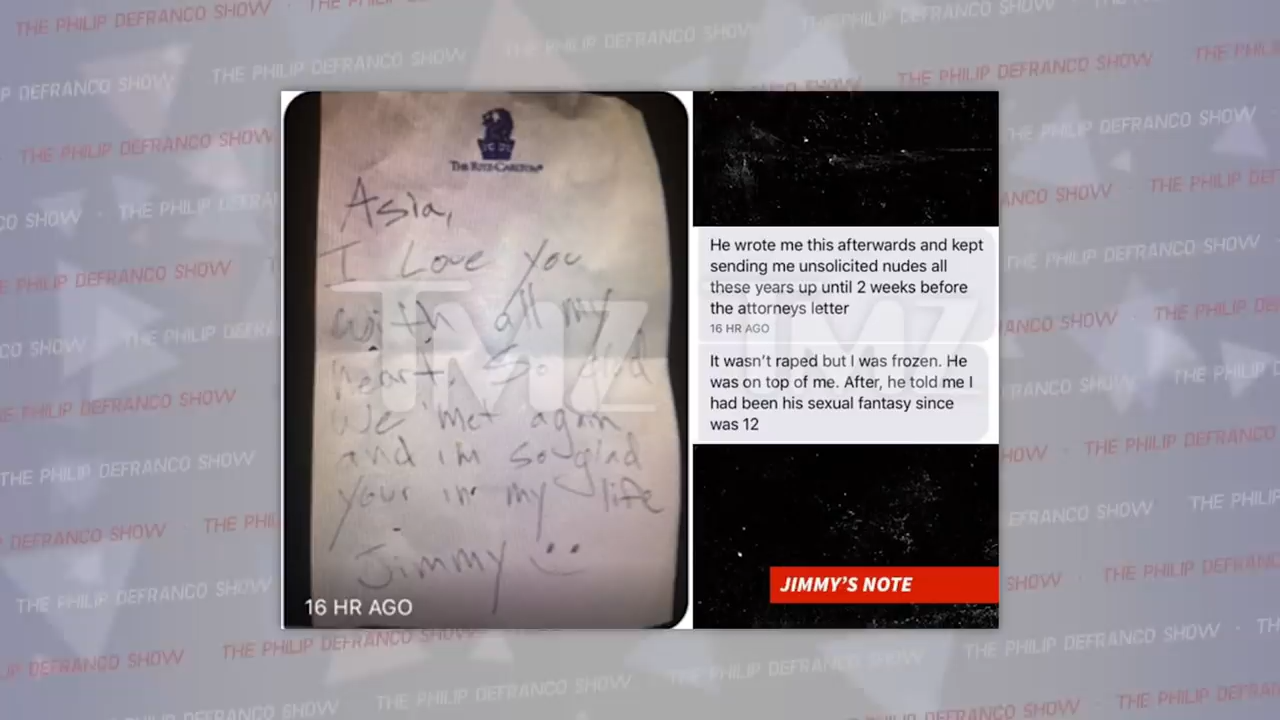 THE RITZ-CARLTON®
Asia,
I Love you
with all my
heart. So glad
we met again
and im so glad
your in my life
Jimmy
16 HR AGO
TMZ
He wrote me this afterwards and kept
sending me unsolicited nudes all
these years up until 2 weeks before
the attorneys letter
16 HR AGO
It wasn’t raped but I was frozen. He
was on top of me. After, he told me I
had been his sexual fantasy since
was 12
TMZ
JIMMY’S NOTE
THE PHILIP DEFRANCO SHOW